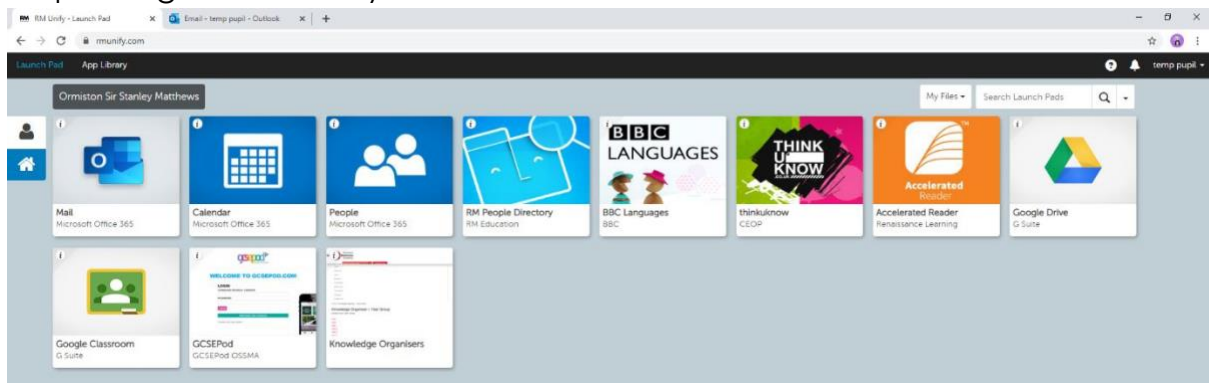 RM Unify - Launch Pad
Email - temp pupil - Outlook
rmunify.com
Launch Pad App Library
temp pupil
Ormiston Sir Stanley Matthews
My Files
Search Launch Pads
BBC
LANGUAGES
THINK
U
KNOW
Accelerated
Reader
Mail
Microsoft Office 365
Calendar
Microsoft Office 365
People
Microsoft Office 365
RM People Directory
RM Education
BBC Languages
BBC
thinkuknow
CEOP
Accelerated Reader
Renaissance Learning
Google Drive
G Suite
gcsepod
WELCOME TO GCSEPOD.COM
LOGIN
Google Classroom
G Suite
GCSEPod
GCSEPod OSSMA
Knowledge Organisers